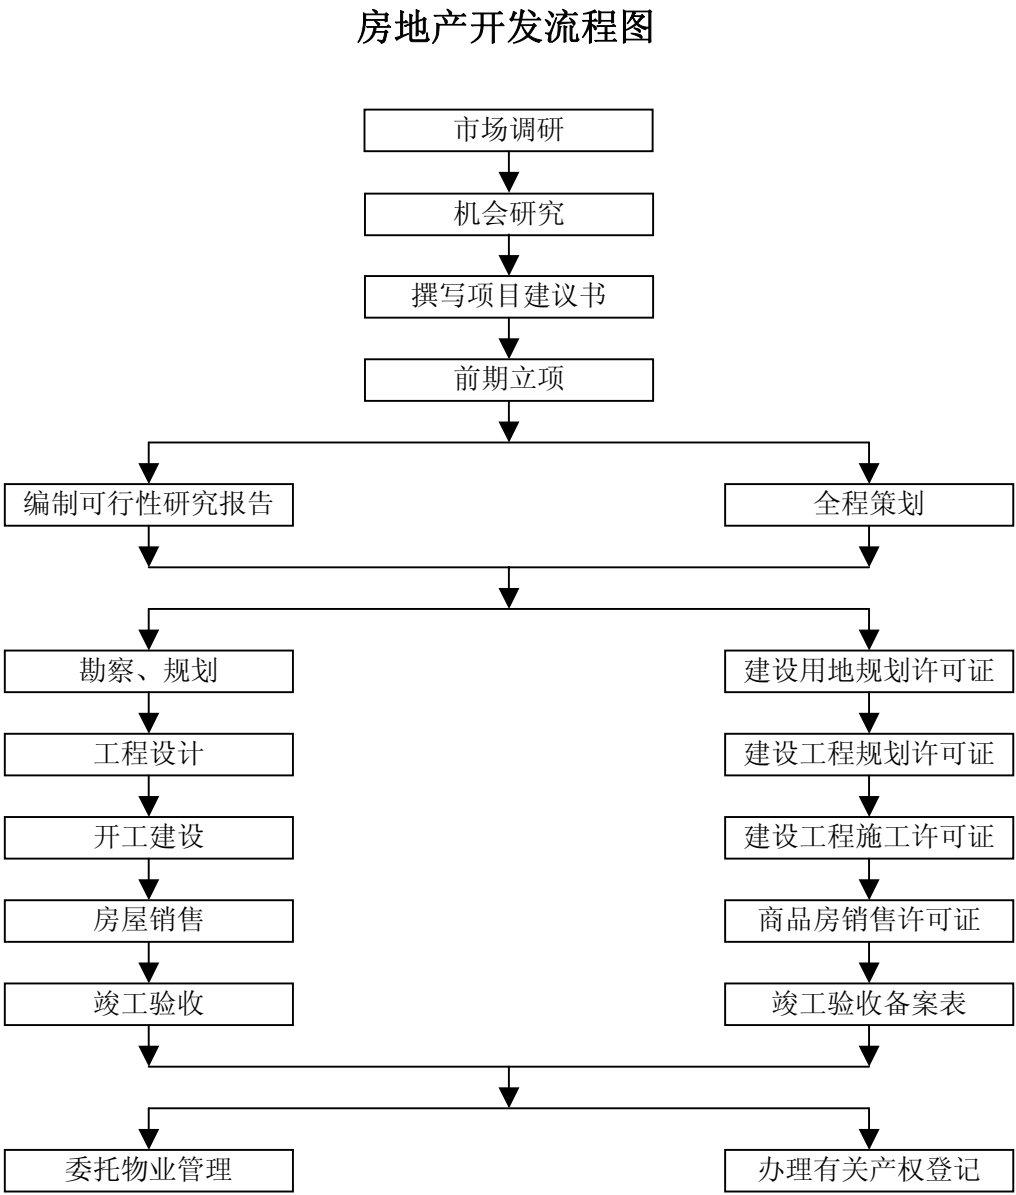 房地产开发流程图
市场调研
机会研究
撰写项目建议书
前期立项
编制可行性研究报告
全程策划
勘察、规划
建设用地规划许可证
工程设计
建设工程规划许可证
开工建设
建设工程施工许可证
房屋销售
商品房销售许可证
竣工验收
竣工验收备案表
委托物业管理
办理有关产权登记